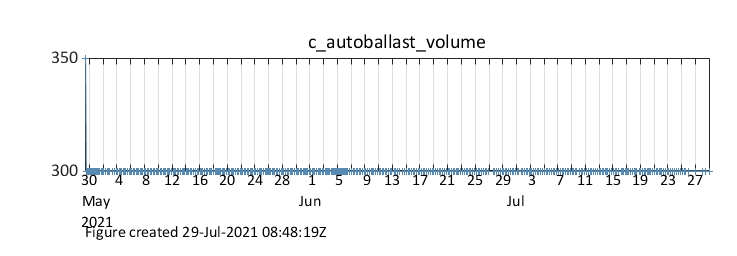 c_autoballast_volume
350
300
30 4 8 12 16 20 24 28 1 5 9 13 17 21 25 29 3 7 11 15 19 23 27
May Jun Jul
2021
Figure created 29-Jul-2021 08:48:19Z